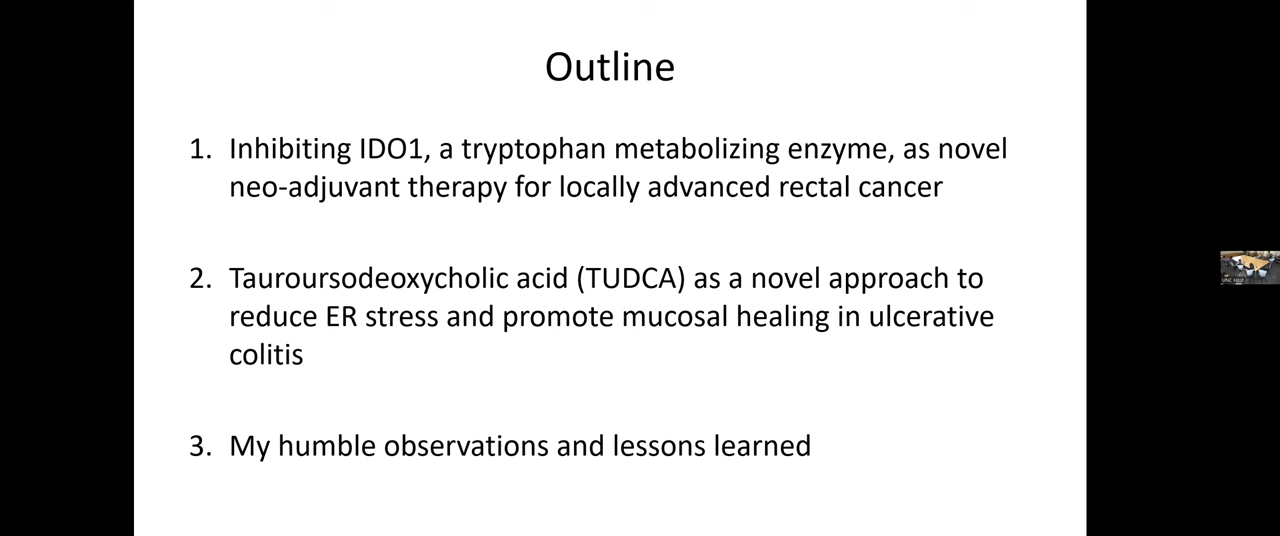 Outline
1. Inhibiting IDO1, a tryptophan metabolizing enzyme, as novel
neo-adjuvant therapy for locally advanced rectal cancer
2. Tauroursodeoxycholic acid (TUDCA) as a novel approach to
reduce ER stress and promote mucosal healing in ulcerative
colitis
3. My humble observations and lessons learned